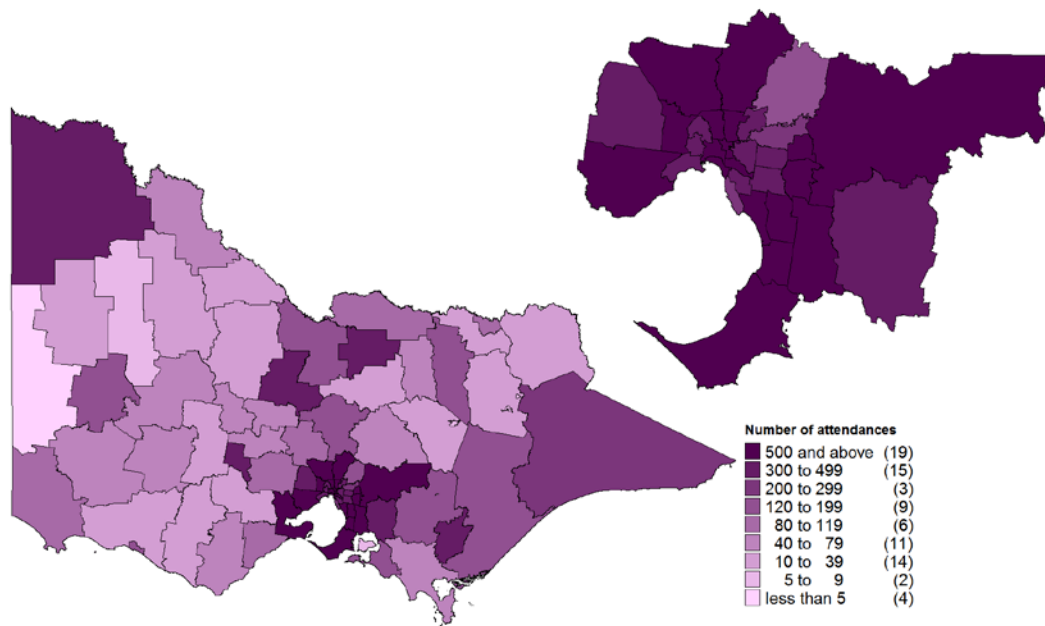 Number of attendances
500 and above (19)
300 to 499 (15)
200 to 299 (3)
120 to 199 (9)
80 to 119 (6)
40 to 79 (11)
10 to 39 (14)
5 to 9 (2)
less than 5 (4)